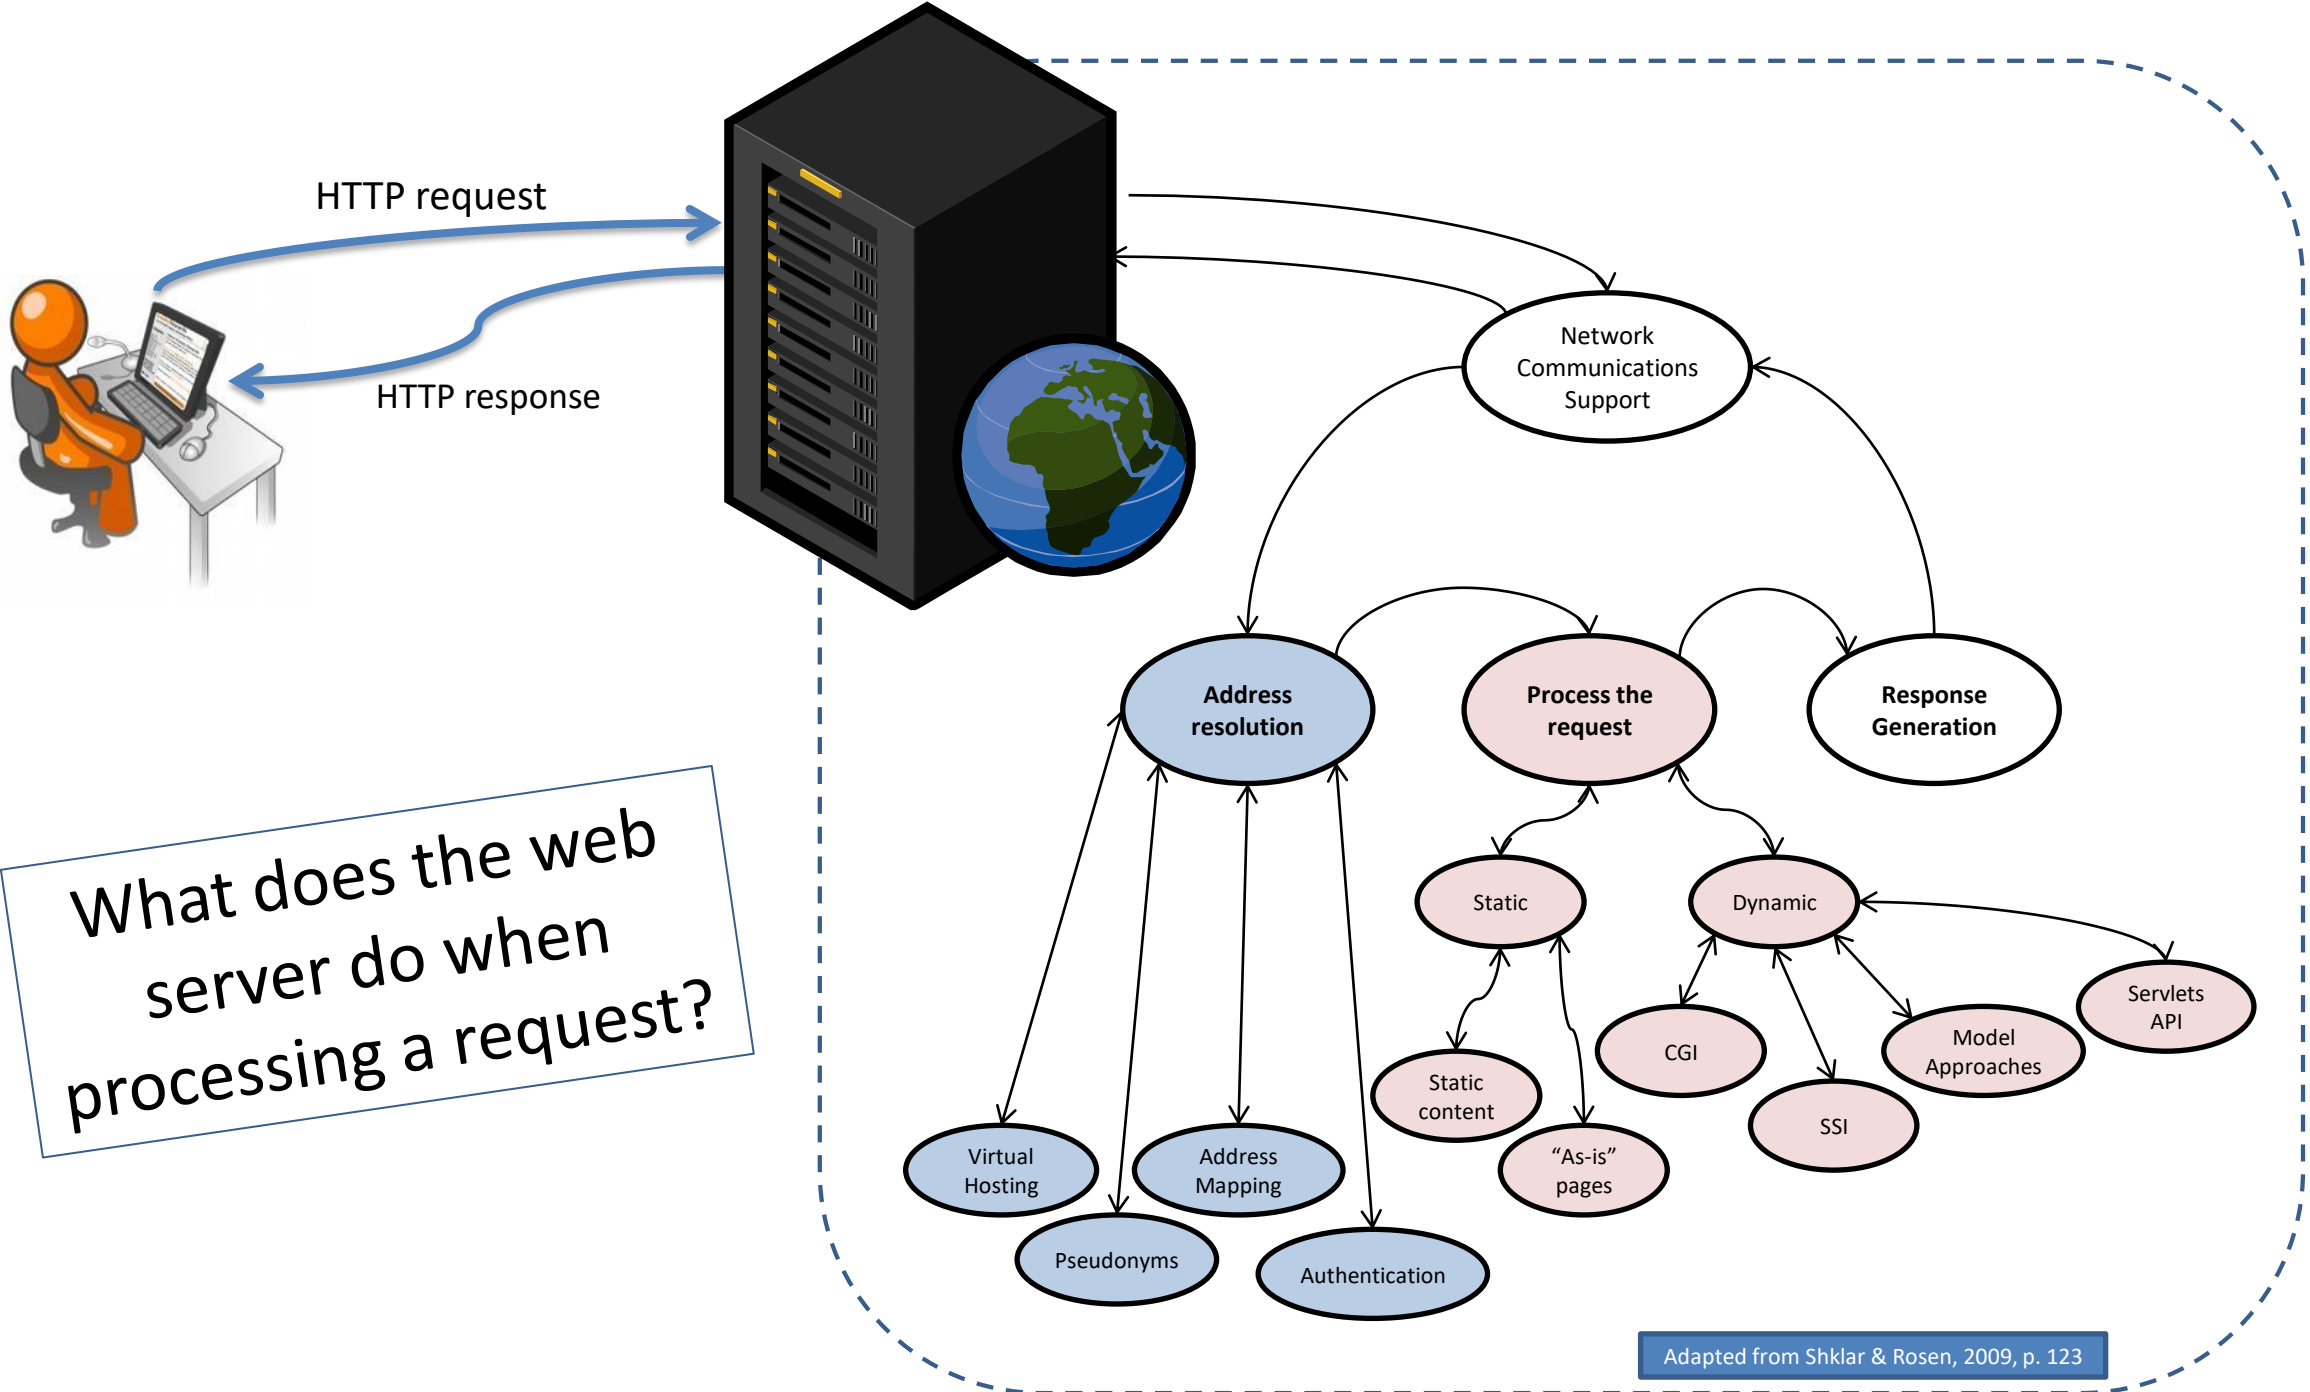 HTTP request
HTTP response
Network
Communications
Support
Address
resolution
Process the
request
Response
Generation
What does the web
server do when
processing a request?
Static
Dynamic
Servlets
API
Static
content
CGI
Model
Approaches
SSI
Virtual
Hosting
Address
Mapping
"As-is"
pages
Pseudonyms
Authentication
Adapted from Shklar & Rosen, 2009, p. 123